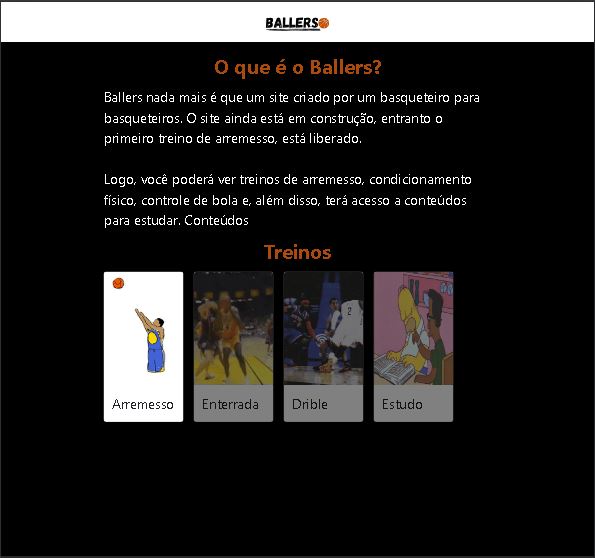 BALLERS
O que é o Ballers?
Ballers nada mais é que um site criado por um basqueteiro para
basqueteiros. O site ainda está em construção, entranto o
primeiro treino de arremesso, está liberado.
Logo, você poderá ver treinos de arremesso, condicionamento
físico, controle de bola e, além disso, terá acesso a conteúdos
para estudar. Conteúdos
Treinos
2
Arremesso
Enterrada
Drible
Estudo